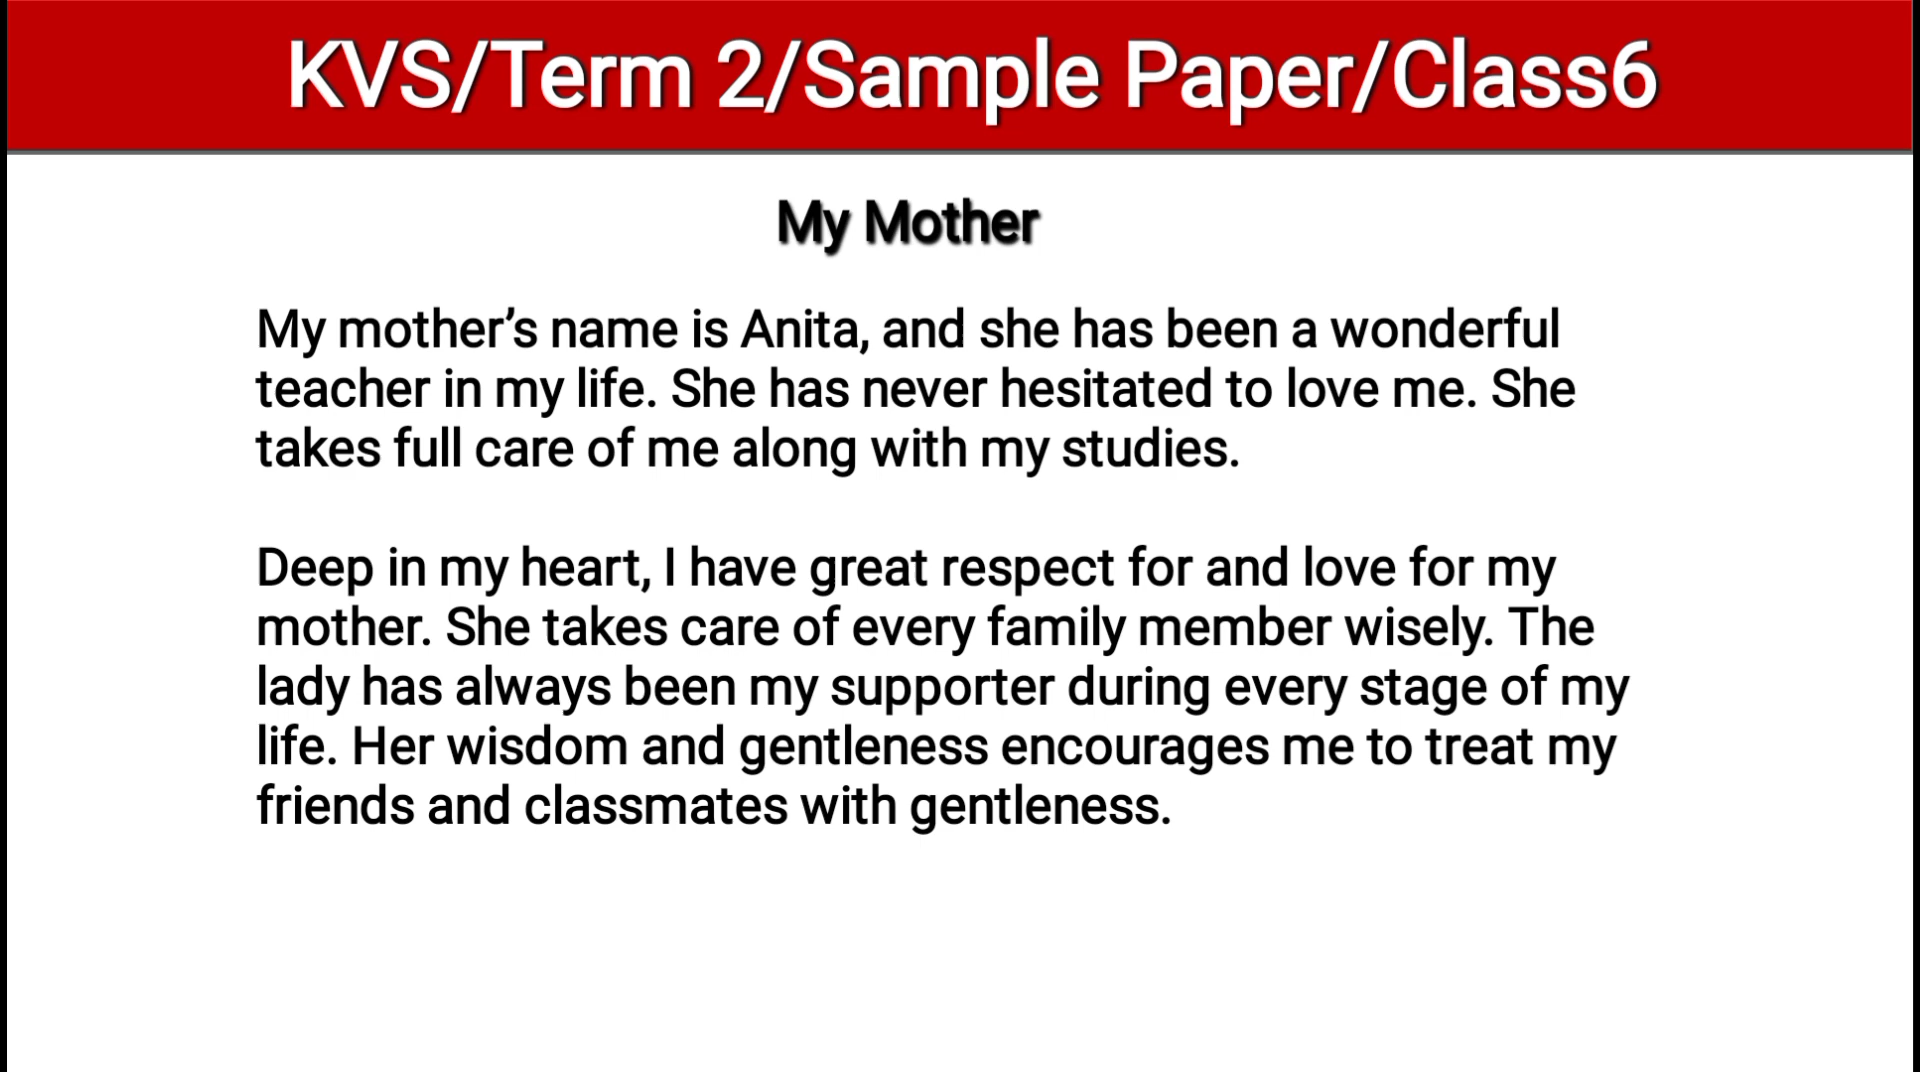 KVS/Term 2/Sample Paper/Class6
My Mother
My mother’s name is Anita, and she has been a wonderful
teacher in my life. She has never hesitated to love me. She
takes full care of me along with my studies.
Deep in my heart, I have great respect for and love for my
mother. She takes care of every family member wisely. The
lady has always been my supporter during every stage of my
life. Her wisdom and gentleness encourages me to treat my
friends and classmates with gentleness.